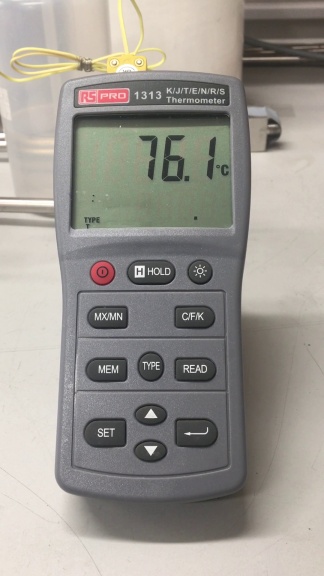 RS PRO 1313 K/J/T/E/N/R/S
Thermometer
76.1°C
TYPE
T
H HOLD
MX/MN C/F/K
MEM TYPE READ
SET